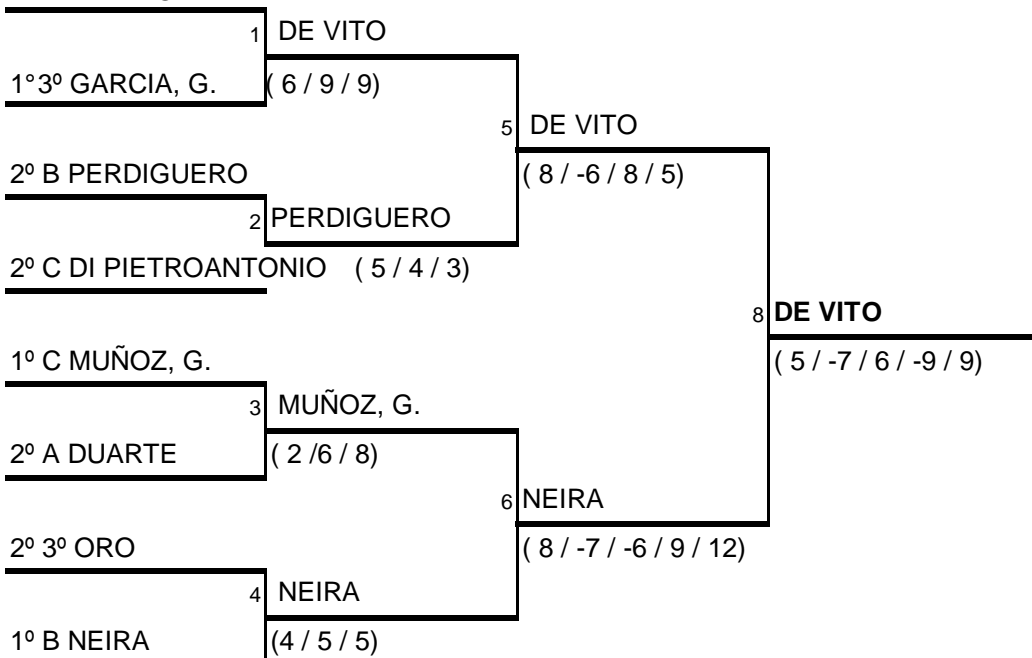 1 DE VITO
1°3º GARCIA, G. ( 6 / 9 / 9)
5 DE VITO
2º B PERDIGUERO ( 8 / -6 / 8 / 5)
2 PERDIGUERO
2º C DI PIETROANTONIO ( 5 / 4 / 3)
8 DE VITO
1º C MUÑOZ, G. ( 5 / -7 / 6 / -9 / 9)
3 MUÑOZ, G.
2º A DUARTE ( 2 /6 / 8)
6 NEIRA
2º 3º ORO ( 8 / -7 / -6 / 9 / 12)
4 NEIRA
1º B NEIRA (4 / 5 / 5)